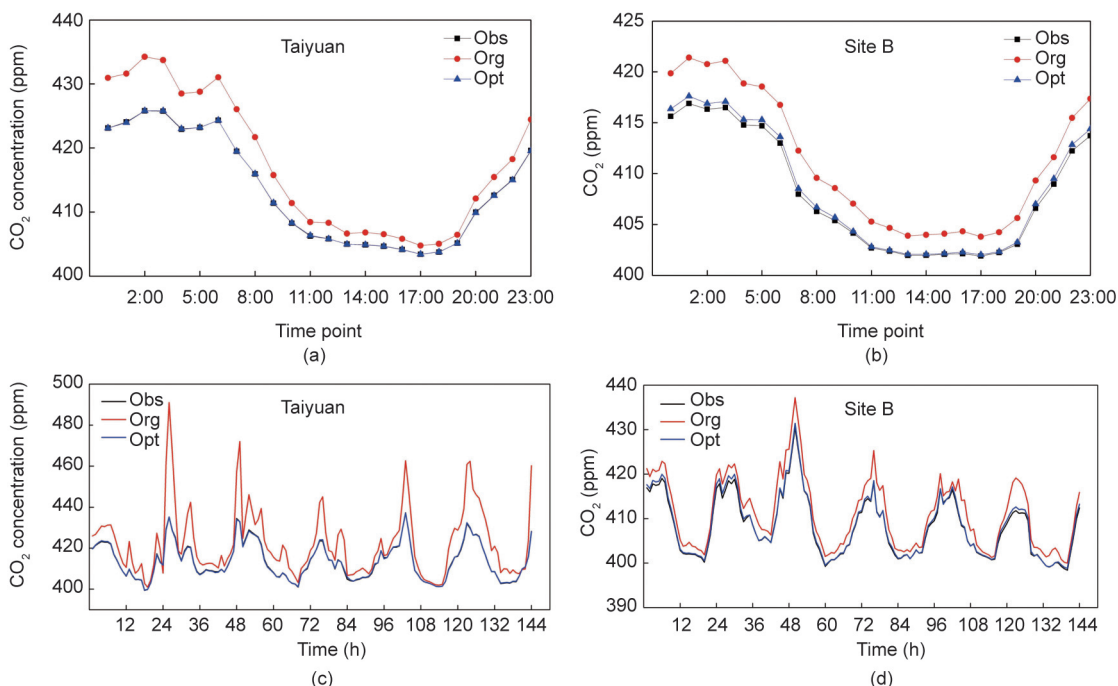 440
430
420
410
400
CO2 concentration (ppm)
Taiyuan
Obs
Org
Opt
2:00 5:00 8:00 11:00 14:00 17:00 20:00 23:00
Time point
(a)
425
420
415
410
405
400
CO2 (ppm)
Site B
Obs
Org
Opt
2:00 5:00 8:00 11:00 14:00 17:00 20:00 23:00
Time point
(b)
500
480
460
440
420
400
CO2 concentration (ppm)
Taiyuan
Obs
Org
Opt
12 24 36 48 60 72 84 96 108 120 132 144
Time (h)
(c)
440
430
420
410
400
390
CO2 (ppm)
Site B
Obs
Org
Opt
12 24 36 48 60 72 84 96 108 120 132 144
Time (h)
(d)